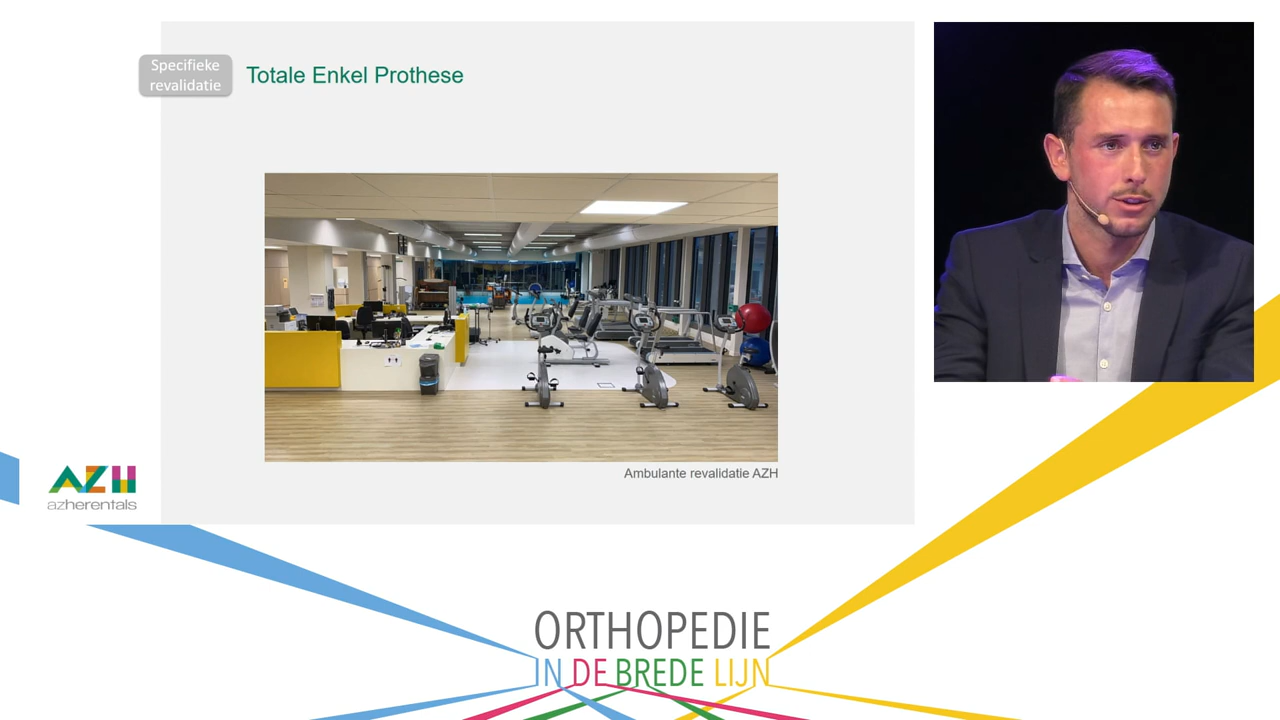 Specifieke
revalidatie
Totale Enkel Prothese
Ambulante revalidatie AZH
AZH
azherentals
ORTHOPEDIE
IN DE BREDE LIJN